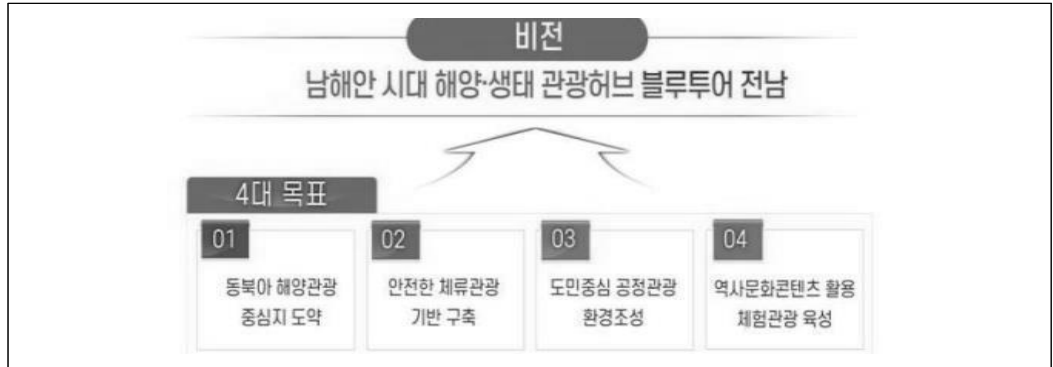 비전
남해안 시대 해양·생태 관광허브 블루투어 전남
4대 목표
01
동북아 해양관광
중심지 도약
02
안전한 체류관광
기반 구축
03
도민중심 공정관광
환경조성
04
역사문화콘텐츠 활용
체험관광 육성